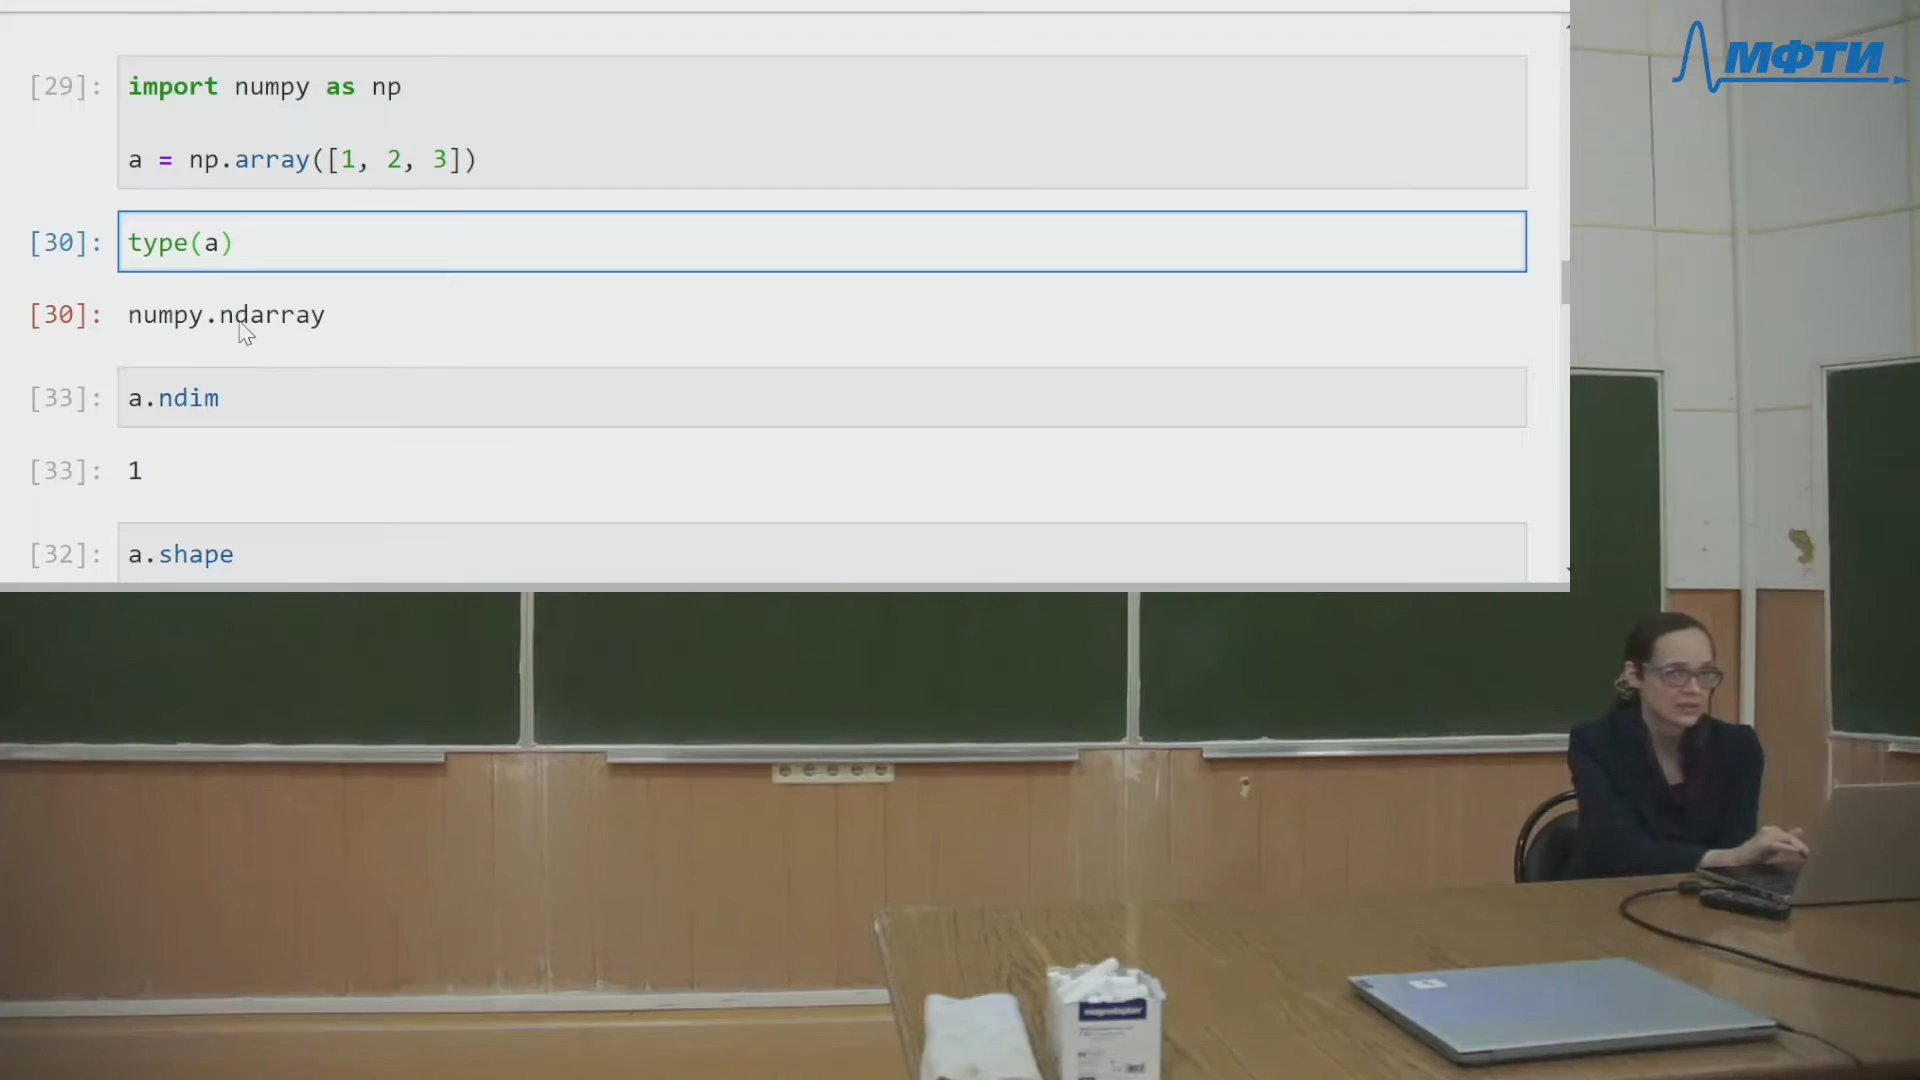 [29]: import numpy as np
a = np.array([1, 2, 3])
[30]: type(a)
[30]: numpy.ndarray
[33]: a.ndim
[33]: 1
[32]: a.shape
МФТИ